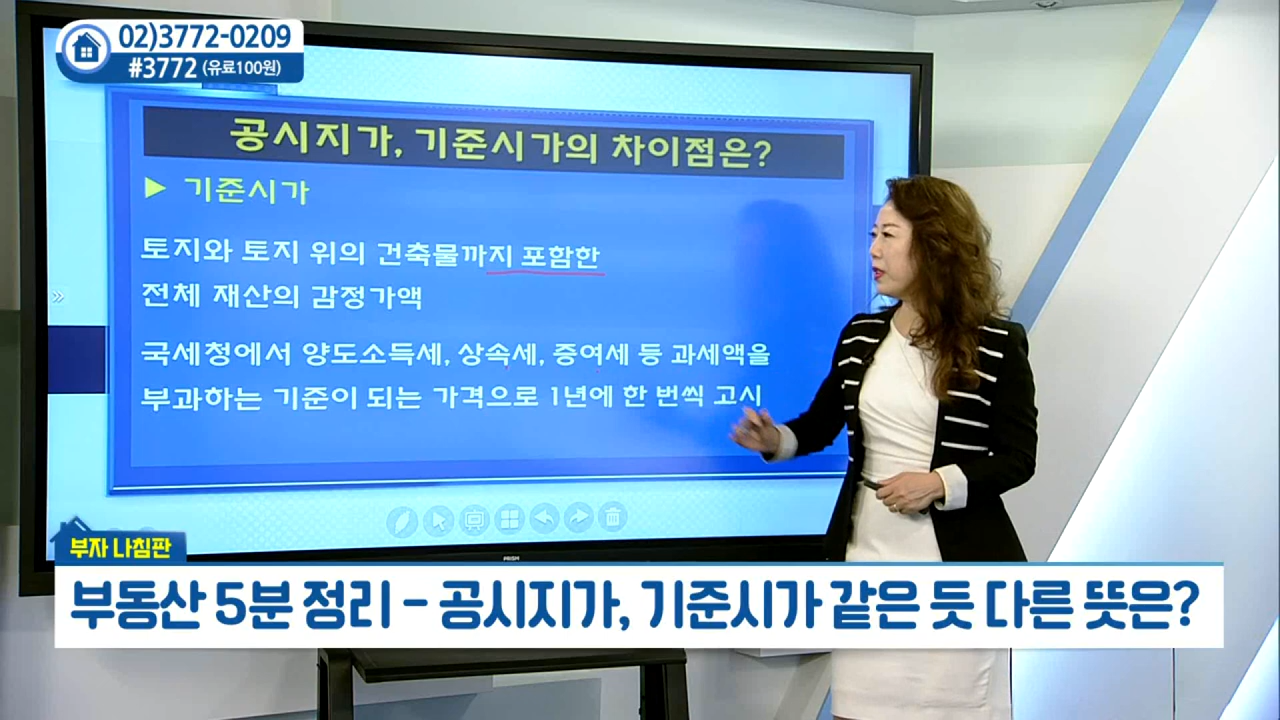 02)3772-0209
#3772 (유료100원)
공시지가, 기준시가의 차이점은?
▶ 기준시가
토지와 토지 위의 건축물까지 포함한
전체 재산의 감정가액
국세청에서 양도소득세, 상속세, 증여세 등 과세액을
부과하는 기준이 되는 가격으로 1년에 한 번씩 고시
PRISM
부자 나침판
부동산 5분 정리 - 공시지가, 기준시가 같은 듯 다른 뜻은?